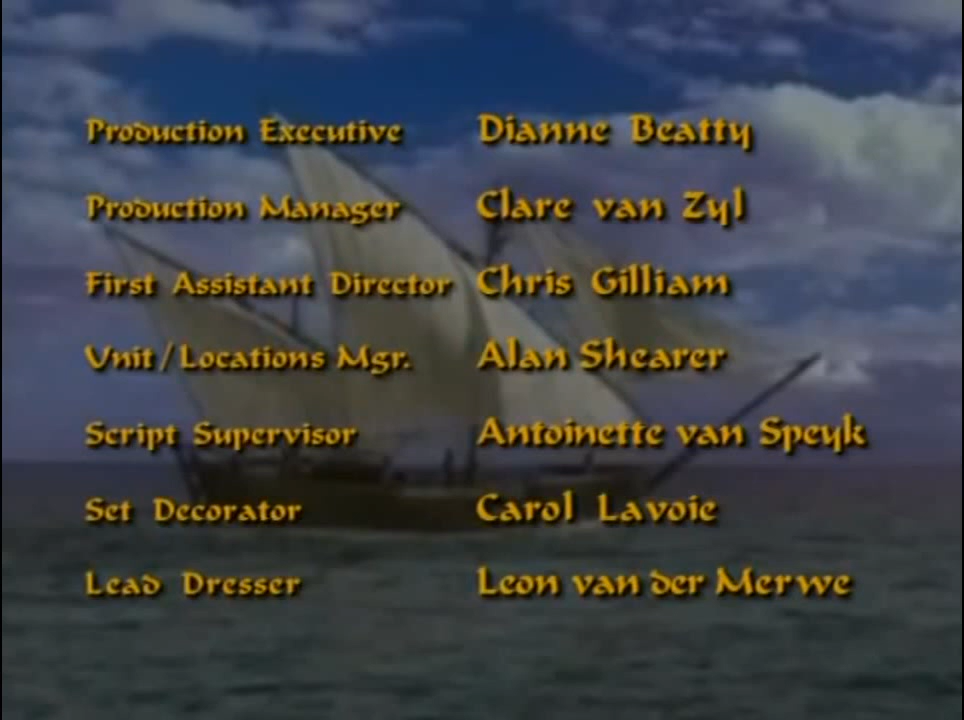 Production Executive Dianne Beatty
Production Manager Clare van Zyl
First Assistant Director Chris Gilliam
Unit / Locations Mgr. Alan Shearer
Script Supervisor Antoinette van Speyk
Set Decorator Carol Lavoie
Lead Dresser Leon van der Merwe